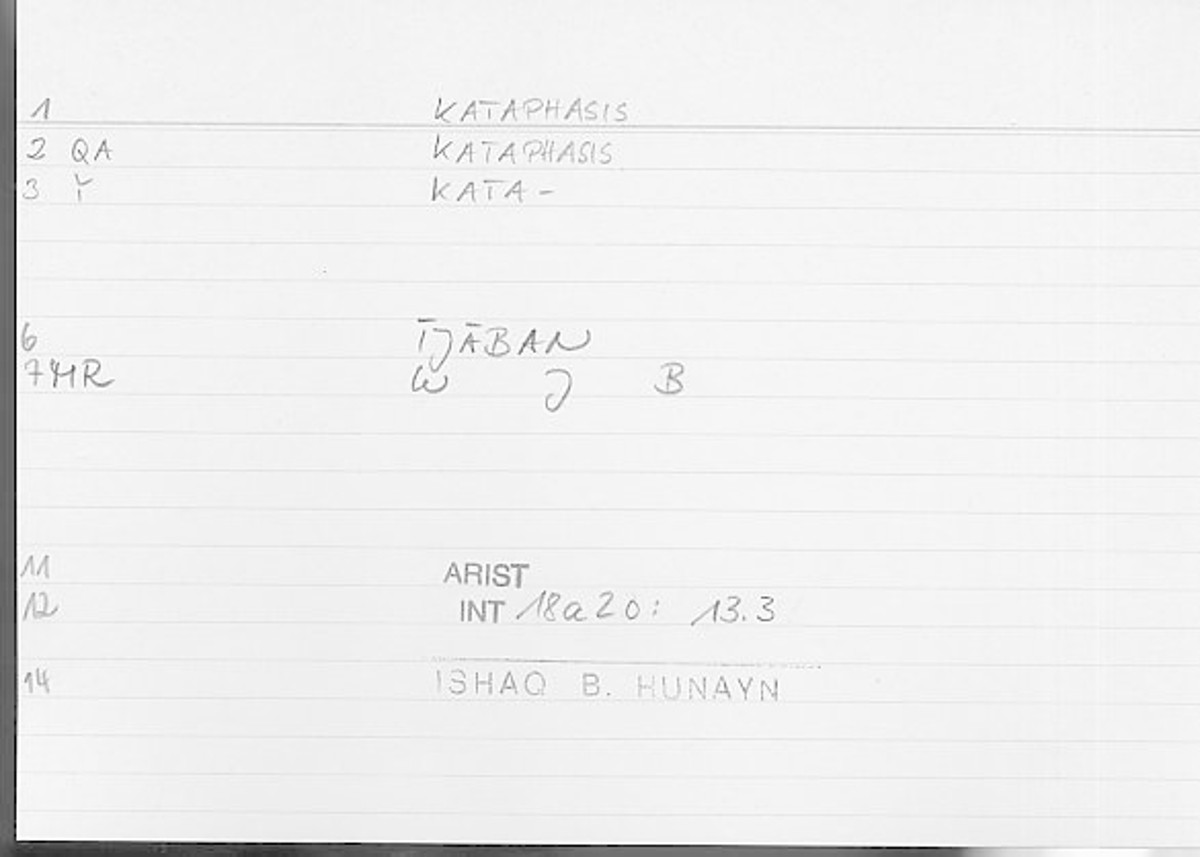 1 KATAPHASIS
2 QA KATAPHASIS
3 Ỹ KATA-
6 ĪJĀBAN
7 MR W J B
11 ARIST
12 INT 18a20: 13.3
14 ISHAQ B. HUNAYN